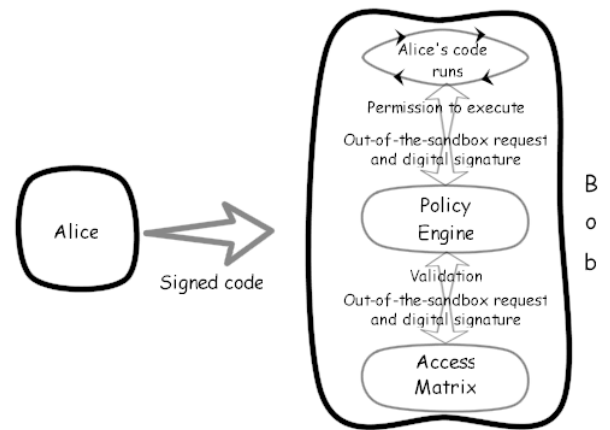 Alice
Signed code
Alice's code
runs
Permission to execute
Out-of-the-sandbox request
and digital signature
Policy
Engine
Validation
Out-of-the-sandbox request
and digital signature
Access
Matrix
B
o
b